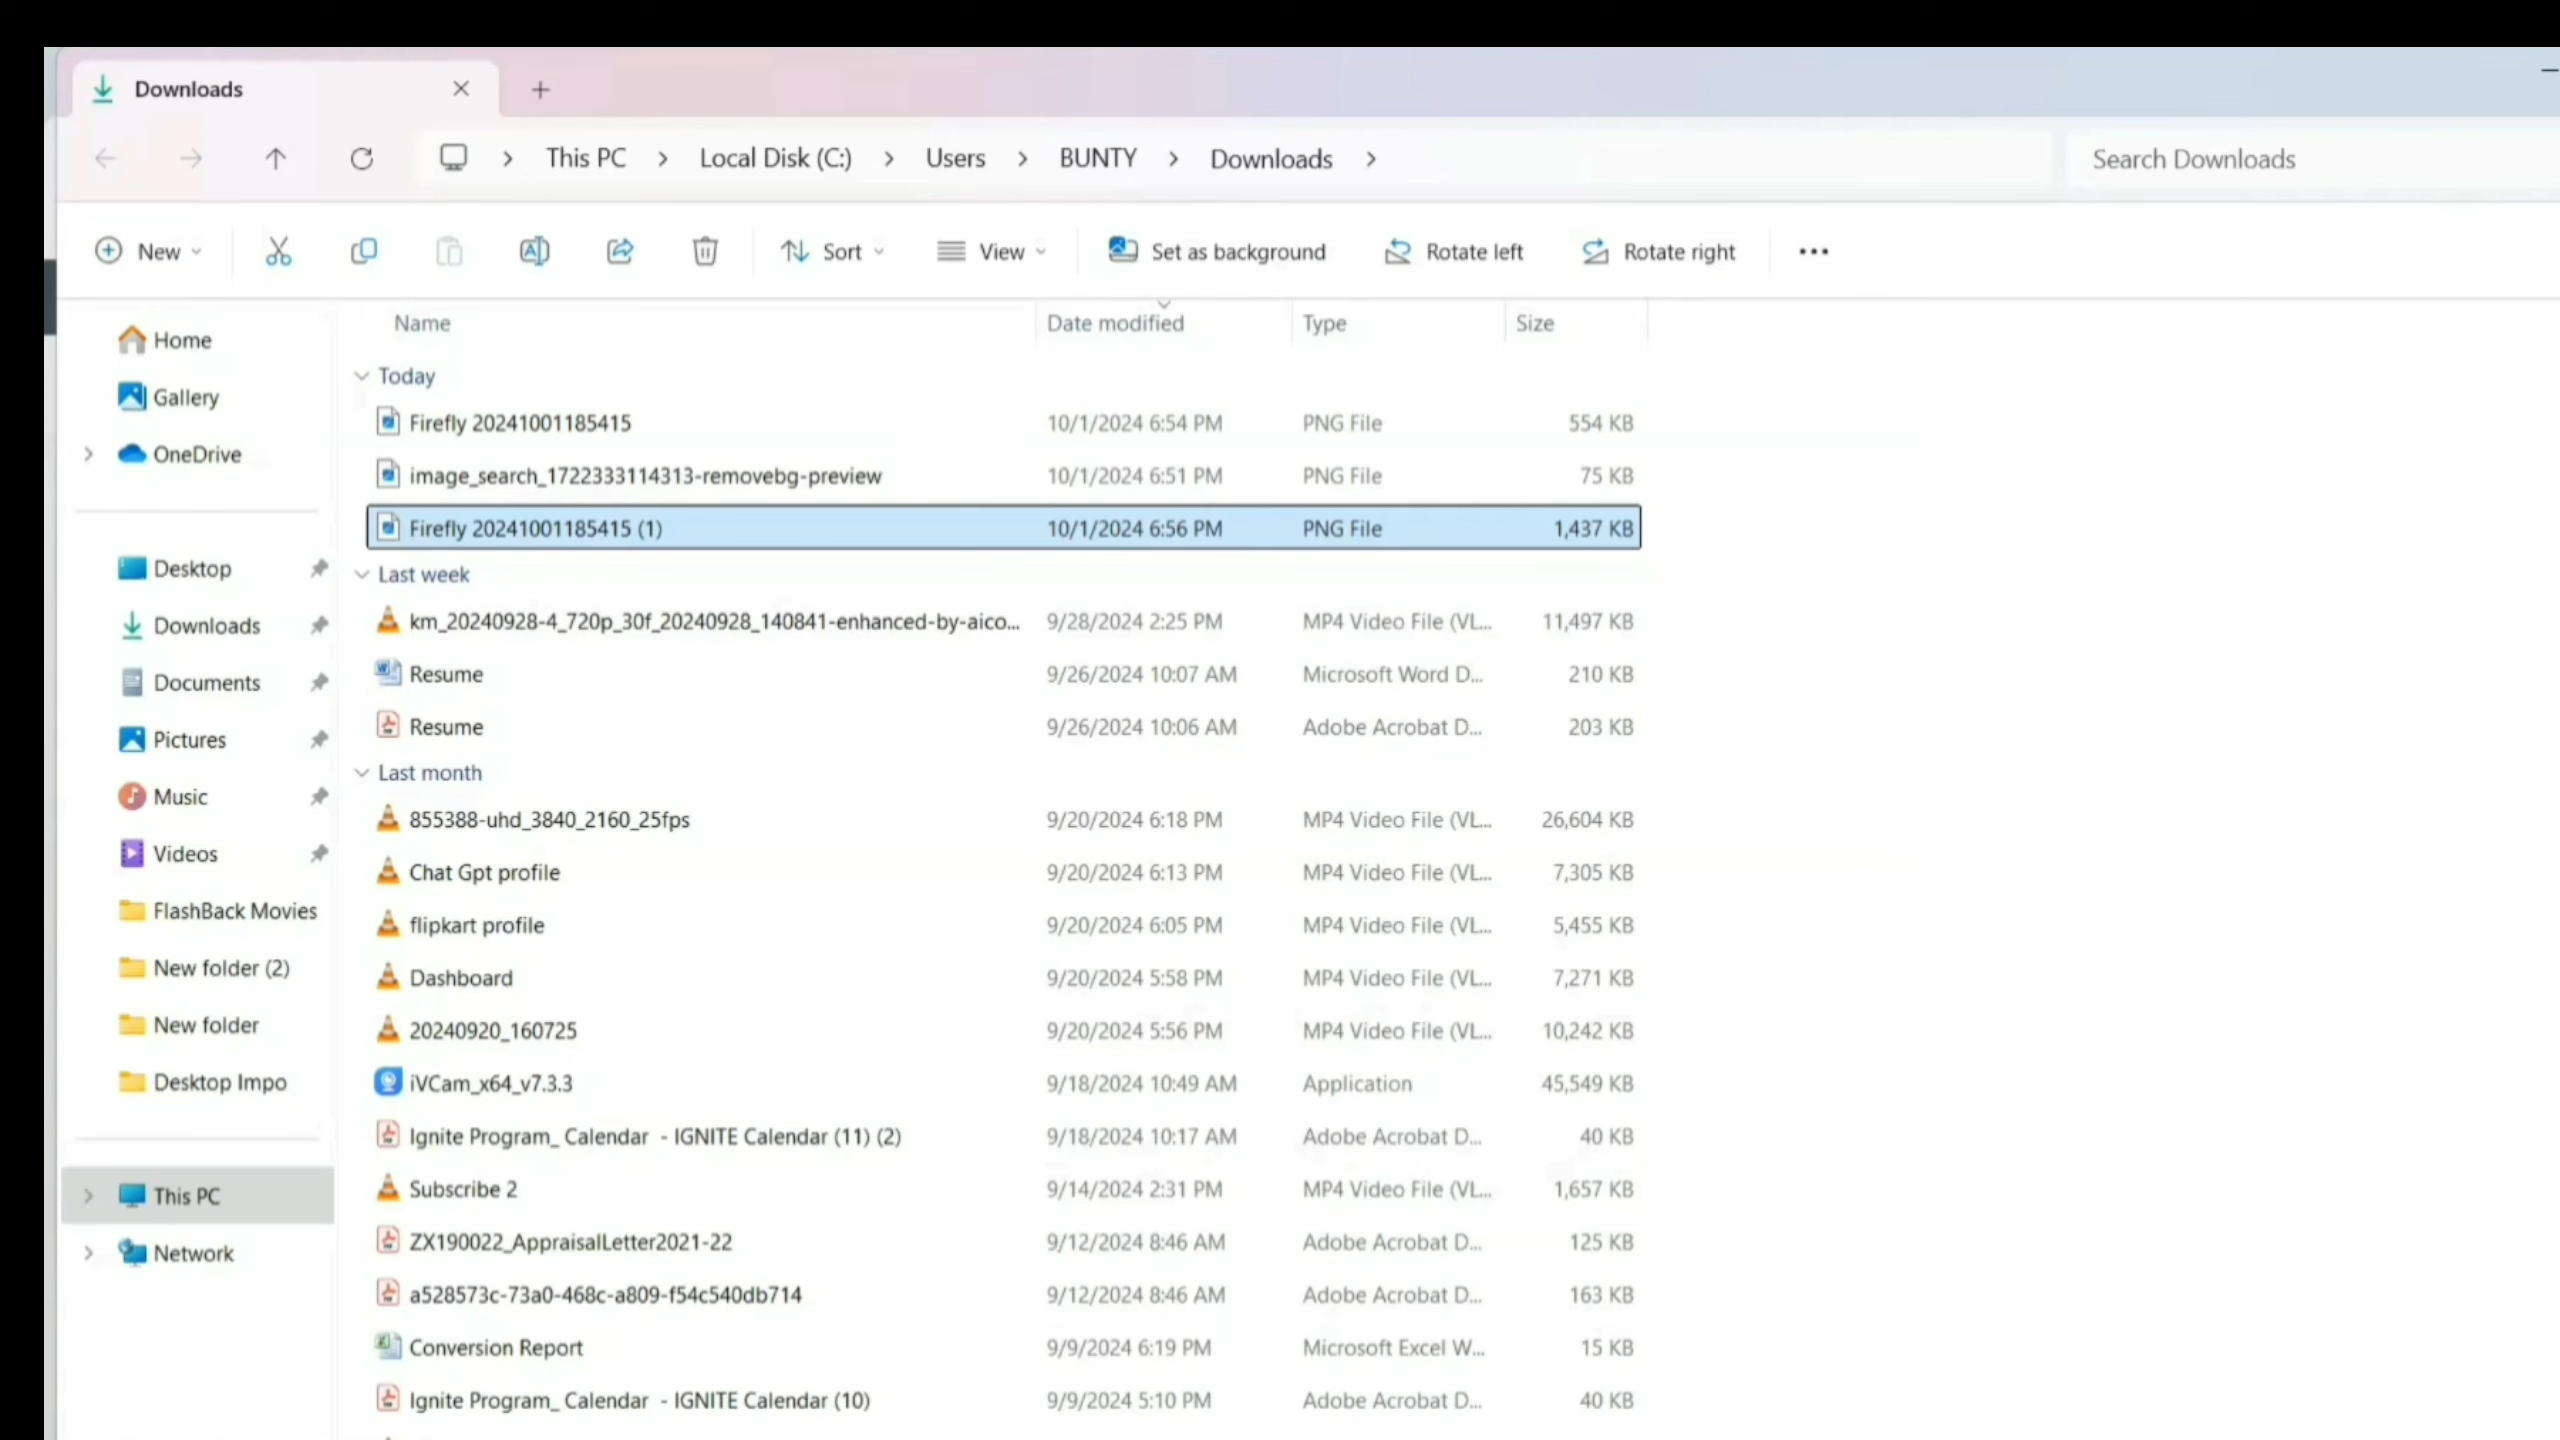 Downloads
This PC > Local Disk (C:) > Users > BUNTY > Downloads >
Search Downloads
New
Sort
View
Set as background
Rotate left
Rotate right
Home
Gallery
OneDrive
Desktop
Downloads
Documents
Pictures
Music
Videos
FlashBack Movies
New folder (2)
New folder
Desktop Impo
This PC
Network
Name Date modified Type Size
Today
Firefly 20241001185415 10/1/2024 6:54 PM PNG File 554 KB
image_search_1722333114313-removebg-preview 10/1/2024 6:51 PM PNG File 75 KB
Firefly 20241001185415 (1) 10/1/2024 6:56 PM PNG File 1,437 KB
Last week
km_20240928-4_720p_30f_20240928_140841-enhanced-by-aico... 9/28/2024 2:25 PM MP4 Video File (VL... 11,497 KB
Resume 9/26/2024 10:07 AM Microsoft Word D... 210 KB
Resume 9/26/2024 10:06 AM Adobe Acrobat D... 203 KB
Last month
855388-uhd_3840_2160_25fps 9/20/2024 6:18 PM MP4 Video File (VL... 26,604 KB
Chat Gpt profile 9/20/2024 6:13 PM MP4 Video File (VL... 7,305 KB
flipkart profile 9/20/2024 6:05 PM MP4 Video File (VL... 5,455 KB
Dashboard 9/20/2024 5:58 PM MP4 Video File (VL... 7,271 KB
20240920_160725 9/20/2024 5:56 PM MP4 Video File (VL... 10,242 KB
iVCam_x64_v7.3.3 9/18/2024 10:49 AM Application 45,549 KB
Ignite Program_ Calendar - IGNITE Calendar (11) (2) 9/18/2024 10:17 AM Adobe Acrobat D... 40 KB
Subscribe 2 9/14/2024 2:31 PM MP4 Video File (VL... 1,657 KB
ZX190022_AppraisalLetter2021-22 9/12/2024 8:46 AM Adobe Acrobat D... 125 KB
a528573c-73a0-468c-a809-f54c540db714 9/12/2024 8:46 AM Adobe Acrobat D... 163 KB
Conversion Report 9/9/2024 6:19 PM Microsoft Excel W... 15 KB
Ignite Program_ Calendar - IGNITE Calendar (10) 9/9/2024 5:10 PM Adobe Acrobat D... 40 KB